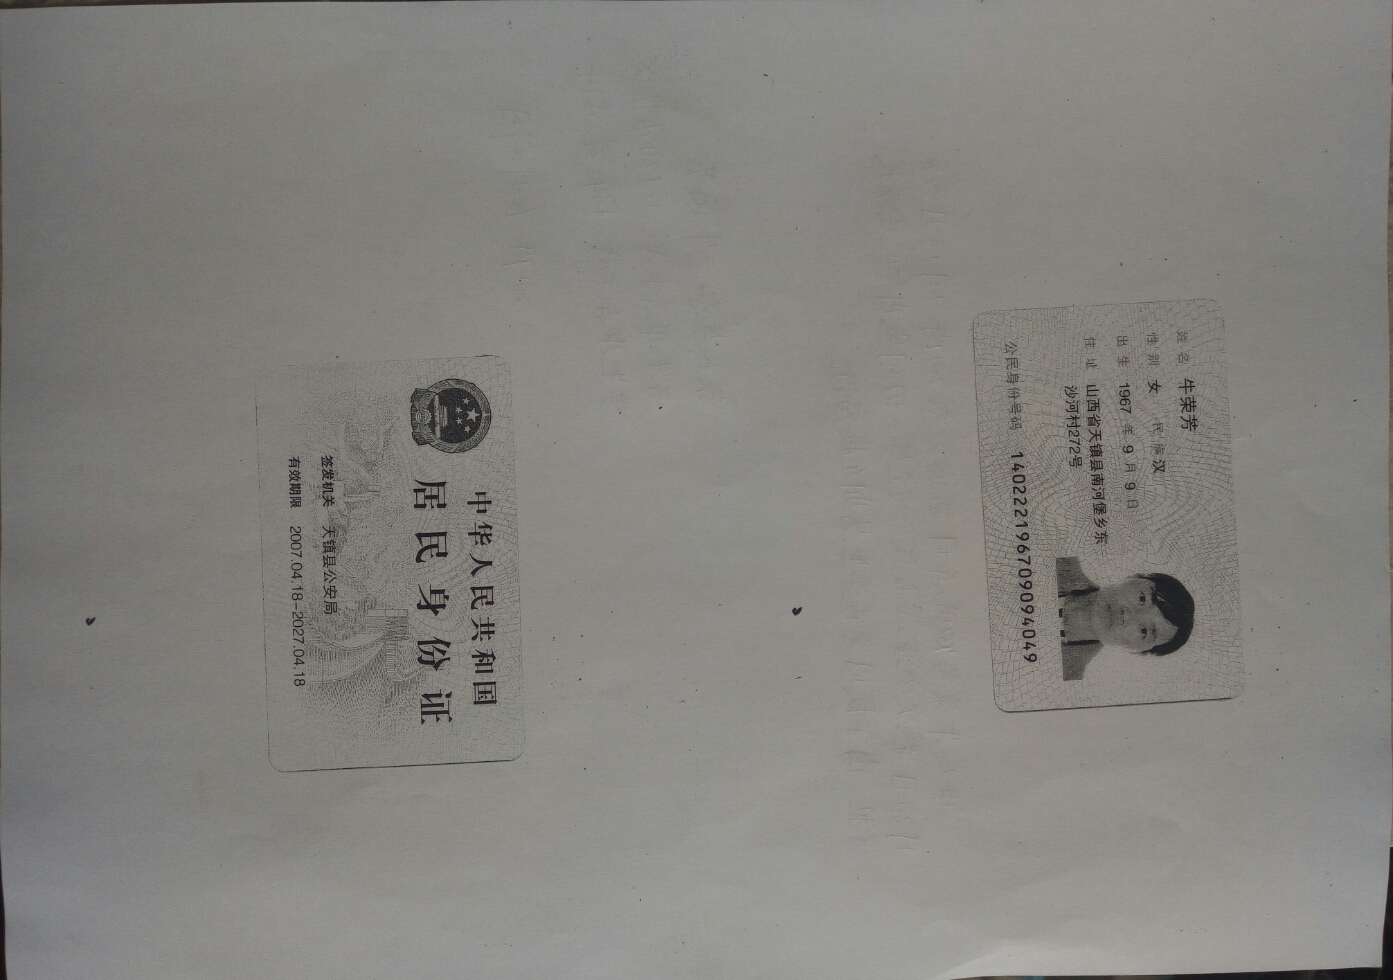 姓名 牛荣芳
性别 女 民族 汉
出生 1967 年 9 月 9 日
住址 山西省天镇县南河堡乡东
沙河村272号
公民身份号码 140222196709094049
中华人民共和国
居民身份证
签发机关 天镇县公安局
有效期限 2007.04.18-2027.04.18